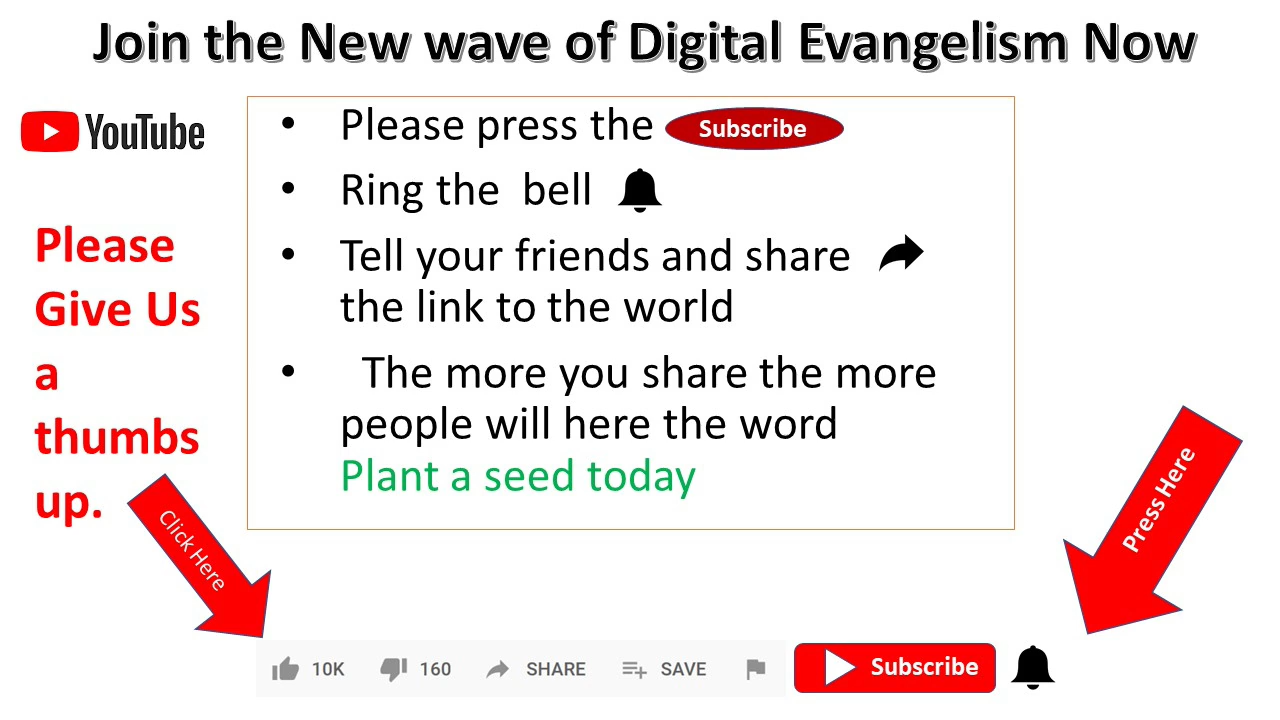 Join the New wave of Digital Evangelism Now
YouTube
Please
Give Us
a
thumbs
up.
• Please press the Subscribe
• Ring the bell
• Tell your friends and share
the link to the world
• The more you share the more
people will here the word
Plant a seed today
Click Here
Press Here
10K 160 SHARE SAVE Subscribe